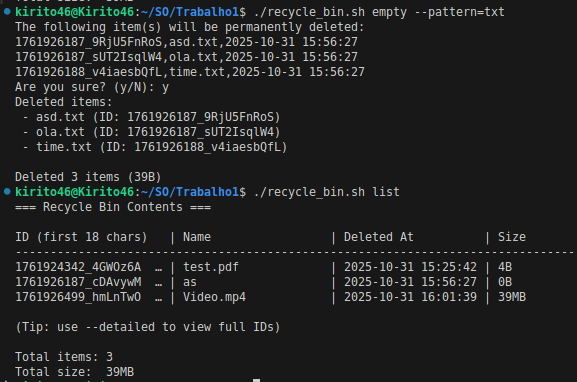 kirito46@Kirito46:~/SO/Trabalho1$ ./recycle_bin.sh empty --pattern=txt
The following item(s) will be permanently deleted:
1761926187_9RjU5FnRoS,asd.txt,2025-10-31 15:56:27
1761926187_sUT2IsqlW4,ola.txt,2025-10-31 15:56:27
1761926188_v4iaesbQfL,time.txt,2025-10-31 15:56:27
Are you sure? (y/N): y
Deleted items:
 - asd.txt (ID: 1761926187_9RjU5FnRoS)
 - ola.txt (ID: 1761926187_sUT2IsqlW4)
 - time.txt (ID: 1761926188_v4iaesbQfL)

Deleted 3 items (39B)
kirito46@Kirito46:~/SO/Trabalho1$ ./recycle_bin.sh list
=== Recycle Bin Contents ===

ID (first 18 chars)   | Name                 | Deleted At          | Size
--------------------------------------------------------------------------------
1761924342_4GWOz6A  … | test.pdf             | 2025-10-31 15:25:42 | 4B
1761926187_cDAvywM  … | as                   | 2025-10-31 15:56:27 | 0B
1761926499_hmLnTwO  … | Video.mp4            | 2025-10-31 16:01:39 | 39MB

(Tip: use --detailed to view full IDs)

Total items: 3
Total size:  39MB